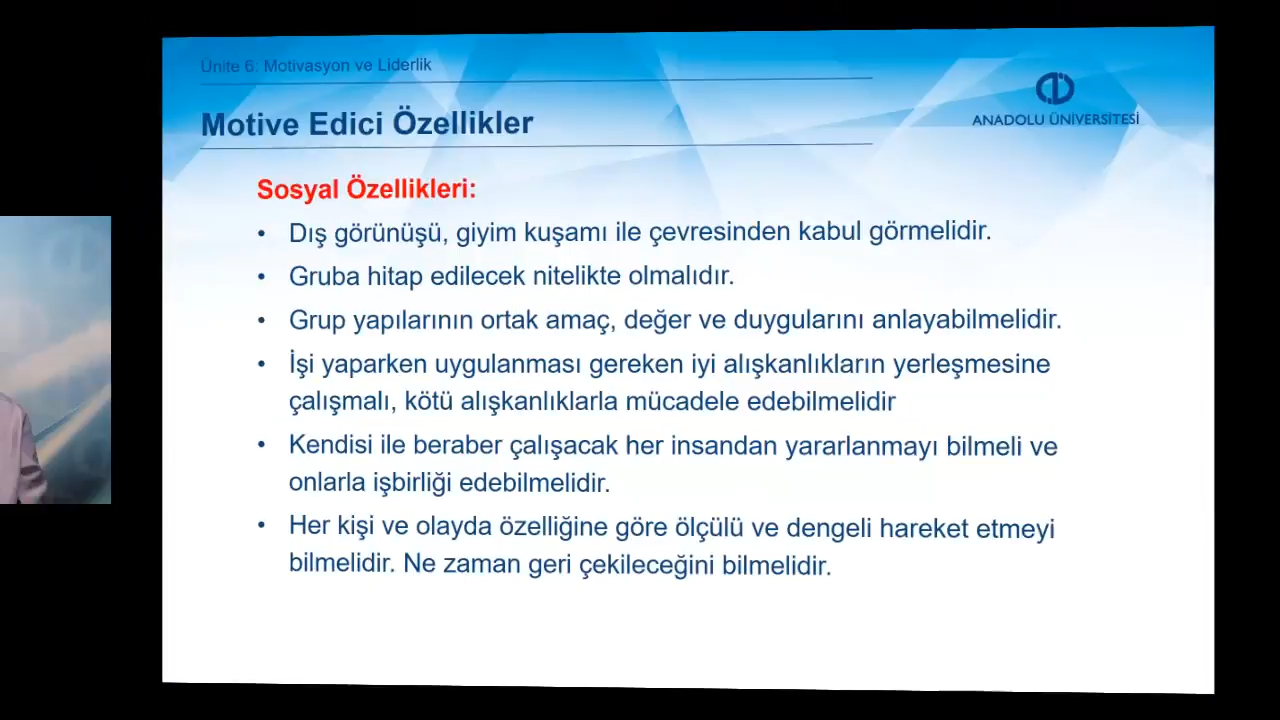 Ünite 6: Motivasyon ve Liderlik
Motive Edici Özellikler
ANADOLU ÜNİVERSİTESİ
Sosyal Özellikleri:
• Dış görünüşü, giyim kuşamı ile çevresinden kabul görmelidir.
• Gruba hitap edilecek nitelikte olmalıdır.
• Grup yapılarının ortak amaç, değer ve duygularını anlayabilmelidir.
• İşi yaparken uygulanması gereken iyi alışkanlıkların yerleşmesine
çalışmalı, kötü alışkanlıklarla mücadele edebilmelidir
• Kendisi ile beraber çalışacak her insandan yararlanmayı bilmeli ve
onlarla işbirliği edebilmelidir.
• Her kişi ve olayda özelliğine göre ölçülü ve dengeli hareket etmeyi
bilmelidir. Ne zaman geri çekileceğini bilmelidir.